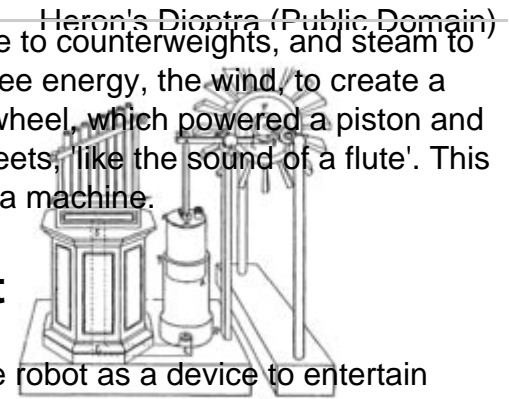 Heron's Dioptra (Public Domain)
e to counterweights, and steam to
ee energy, the wind, to create a
wheel, which powered a piston and
eets, 'like the sound of a flute'. This
a machine.
t
e robot as a device to entertain